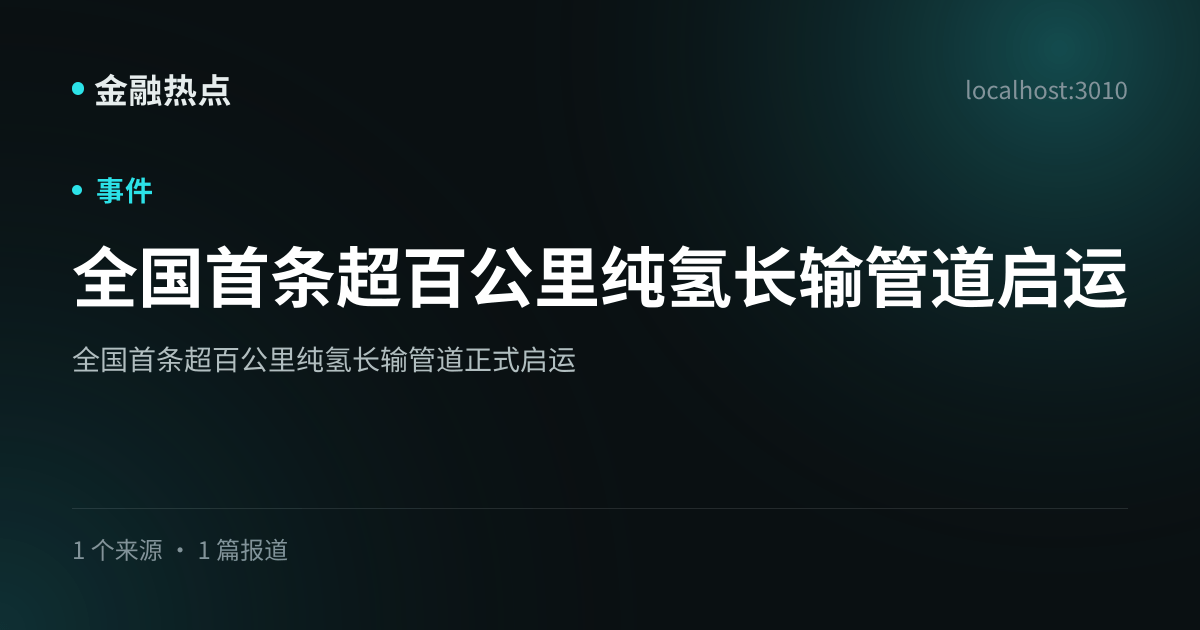 金融热点
localhost:3010
事件
全国首条超百公里纯氢长输管道启运
全国首条超百公里纯氢长输管道正式启运
1 个来源 · 1 篇报道